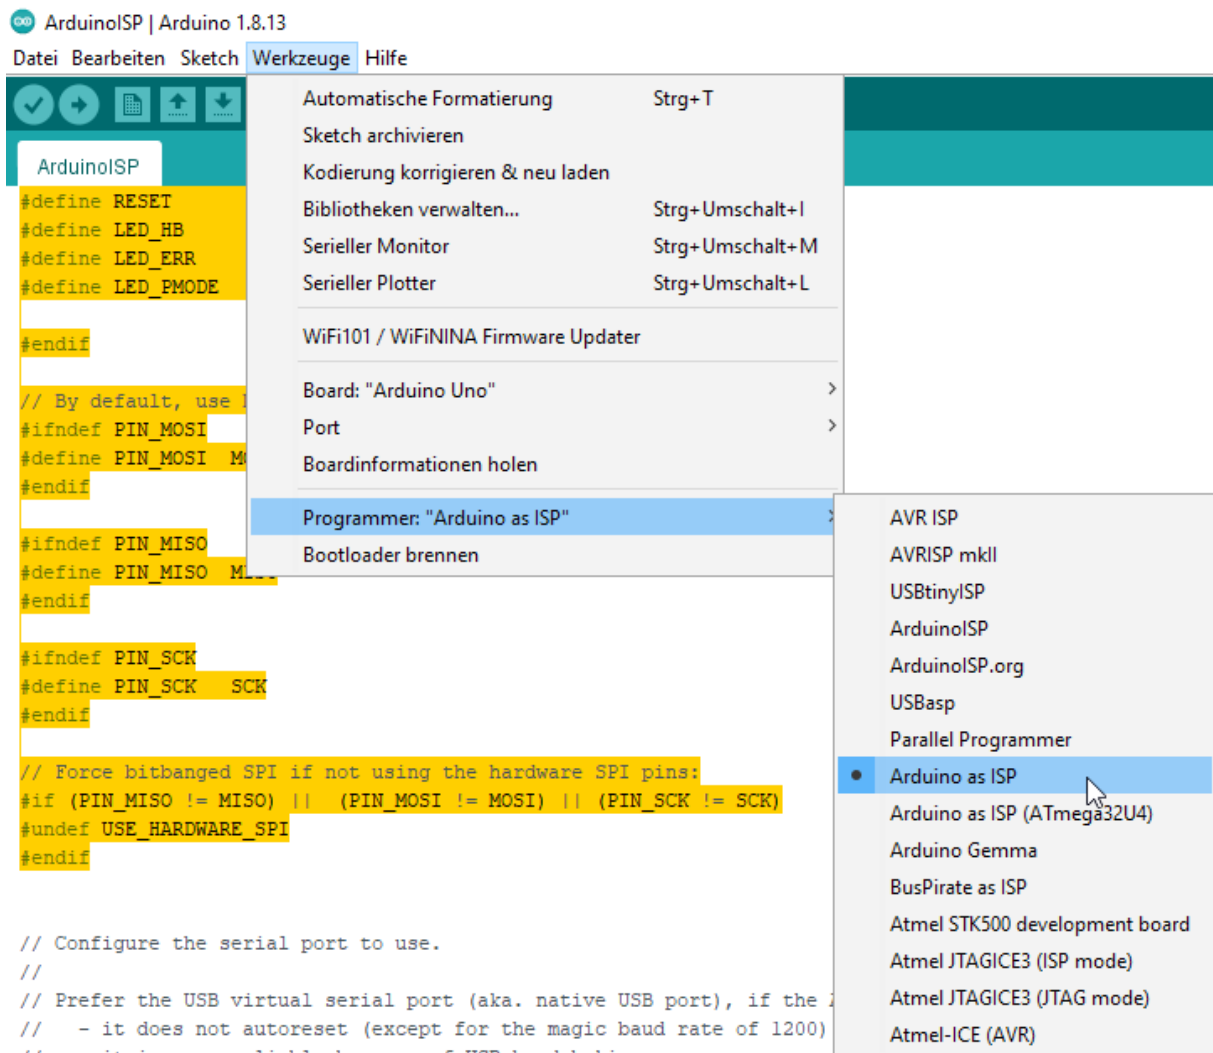 ArduinoISP | Arduino 1.8.13
Datei Bearbeiten Sketch Werkzeuge Hilfe
Automatische Formatierung Strg+T
Sketch archivieren
Kodierung korrigieren & neu laden
Bibliotheken verwalten... Strg+Umschalt+I
Serieller Monitor Strg+Umschalt+M
Serieller Plotter Strg+Umschalt+L
WiFi101 / WiFiNINA Firmware Updater
Board: "Arduino Uno"
Port
Boardinformationen holen
Programmer: "Arduino as ISP"
Bootloader brennen
AVR ISP
AVRISP mkII
USBtinyISP
ArduinoISP
ArduinoISP.org
USBasp
Parallel Programmer
Arduino as ISP
Arduino as ISP (ATmega32U4)
Arduino Gemma
BusPirate as ISP
Atmel STK500 development board
Atmel JTAGICE3 (ISP mode)
Atmel JTAGICE3 (JTAG mode)
Atmel-ICE (AVR)
ArduinoISP
#define RESET
#define LED_HB
#define LED_ERR
#define LED_PMODE
#endif
// By default, use
#ifndef PIN_MOSI
#define PIN_MOSI
#endif
#ifndef PIN_MISO
#define PIN_MISO MISO
#endif
#ifndef PIN_SCK
#define PIN_SCK SCK
#endif
// Force bitbanged SPI if not using the hardware SPI pins:
#if (PIN_MISO != MISO) || (PIN_MOSI != MOSI) || (PIN_SCK != SCK)
#undef USE_HARDWARE_SPI
#endif
// Configure the serial port to use.
//
// Prefer the USB virtual serial port (aka. native USB port), if the
// - it does not autoreset (except for the magic baud rate of 1200)